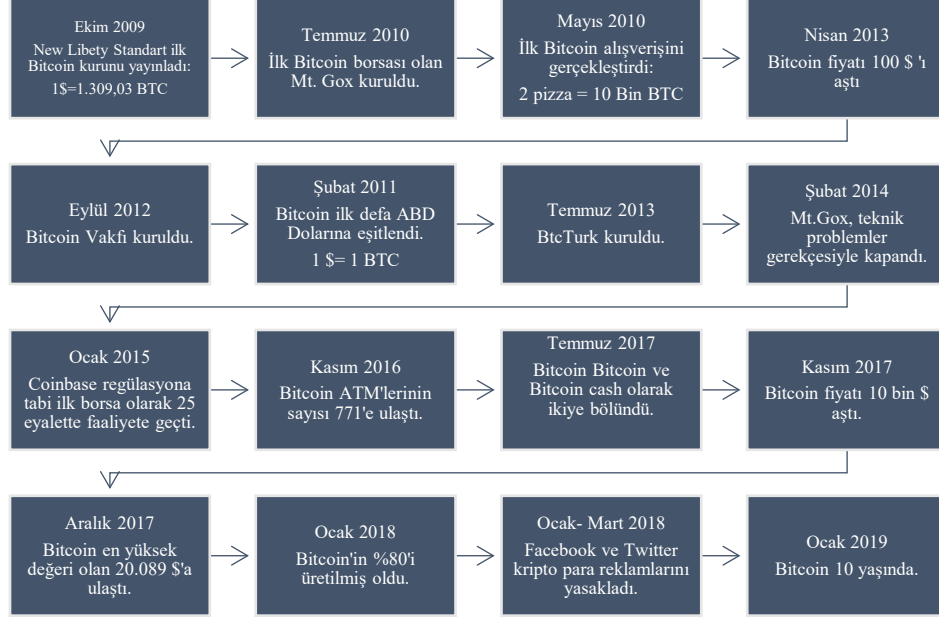 Ekim 2009
New Libety Standart ilk
Bitcoin kurunu yayınladı:
1$=1.309,03 BTC
Temmuz 2010
İlk Bitcoin borsası olan
Mt. Gox kuruldu.
Mayıs 2010
İlk Bitcoin alışverişini
gerçekleştirdi:
2 pizza = 10 Bin BTC
Nisan 2013
Bitcoin fiyatı 100 $ 'ı
aştı
Eylül 2012
Bitcoin Vakfı kuruldu.
Şubat 2011
Bitcoin ilk defa ABD
Dolarına eşitlendi.
1 $= 1 BTC
Temmuz 2013
BtcTurk kuruldu.
Şubat 2014
Mt.Gox, teknik
problemler
gerekçesiyle kapandı.
Ocak 2015
Coinbase regülasyona
tabi ilk borsa olarak 25
eyalette faaliyete geçti.
Kasım 2016
Bitcoin ATM'lerinin
sayısı 771'e ulaştı.
Temmuz 2017
Bitcoin Bitcoin ve
Bitcoin cash olarak
ikiye bölündü.
Kasım 2017
Bitcoin fiyatı 10 bin $
aştı.
Aralık 2017
Bitcoin en yüksek
değeri olan 20.089 $'a
ulaştı.
Ocak 2018
Bitcoin'in %80'i
üretilmiş oldu.
Ocak- Mart 2018
Facebook ve Twitter
kripto para reklamlarını
yasakladı.
Ocak 2019
Bitcoin 10 yaşında.